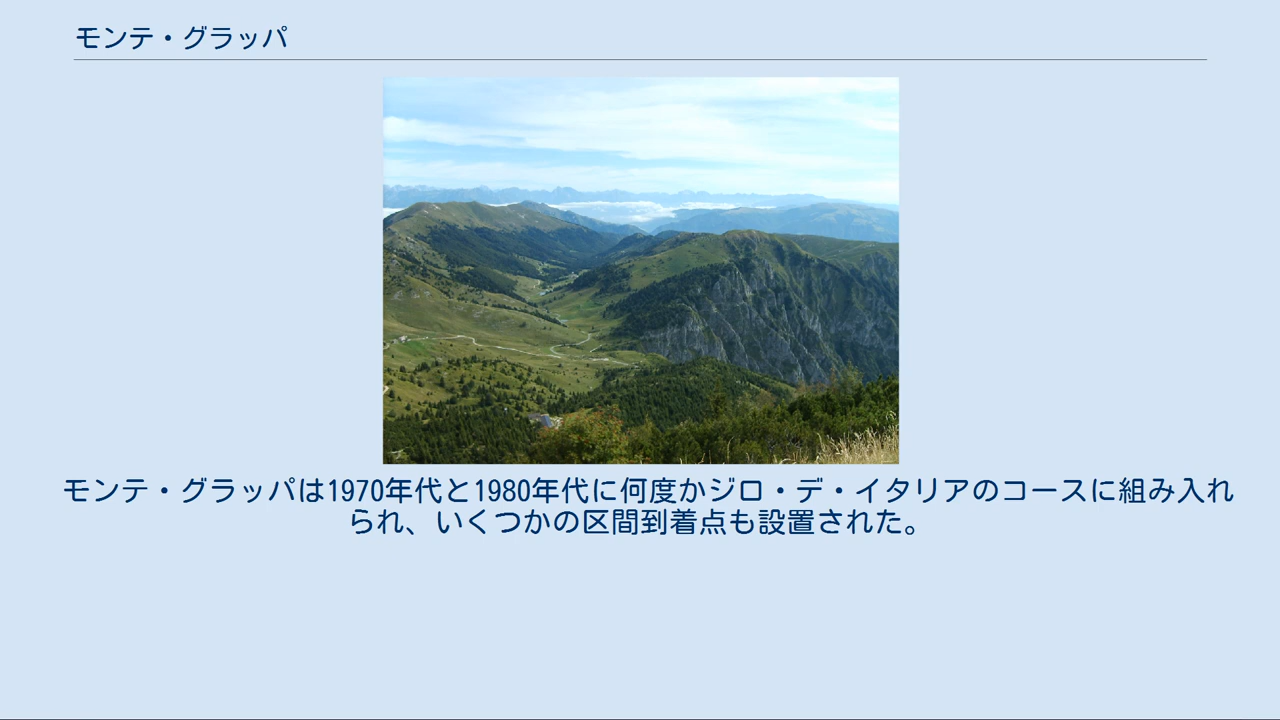 モンテ・グラッパ
モンテ・グラッパは1970年代と1980年代に何度かジロ・デ・イタリアのコースに組み入れ
られ、いくつかの区間到着点も設置された。